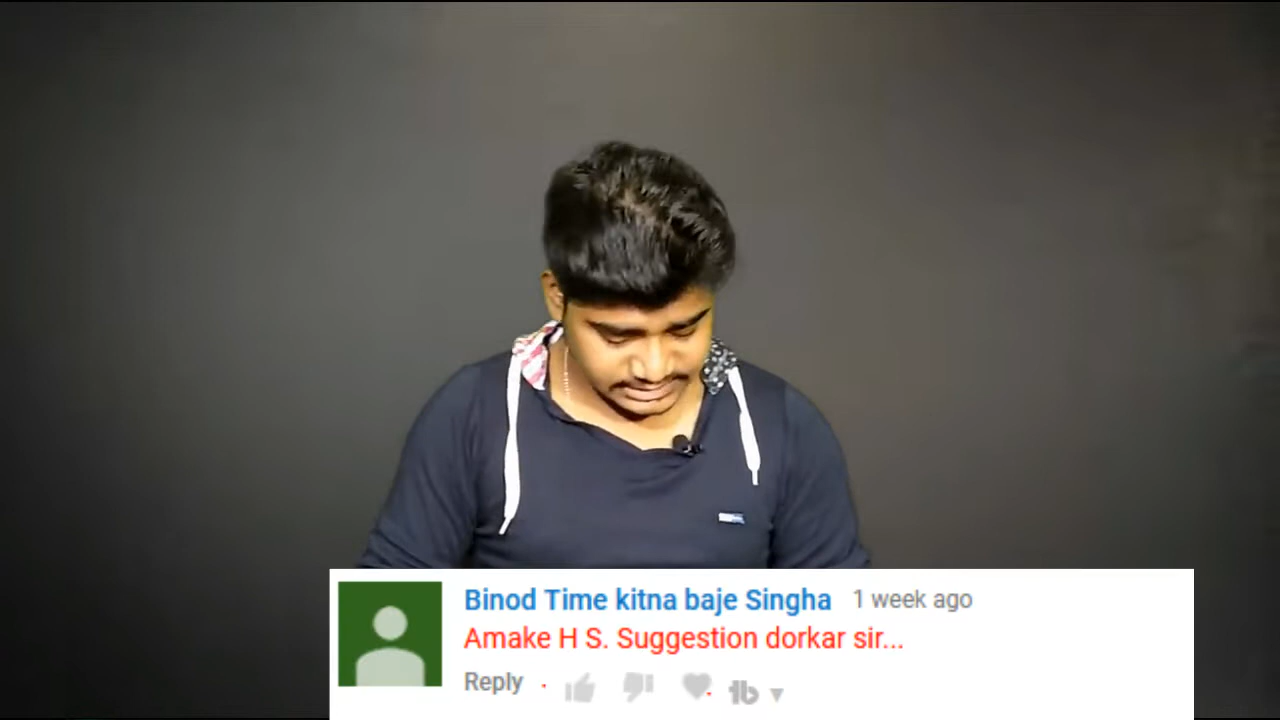 Binod Time kitna baje Singha 1 week ago
Amake H S. Suggestion dorkar sir...
Reply